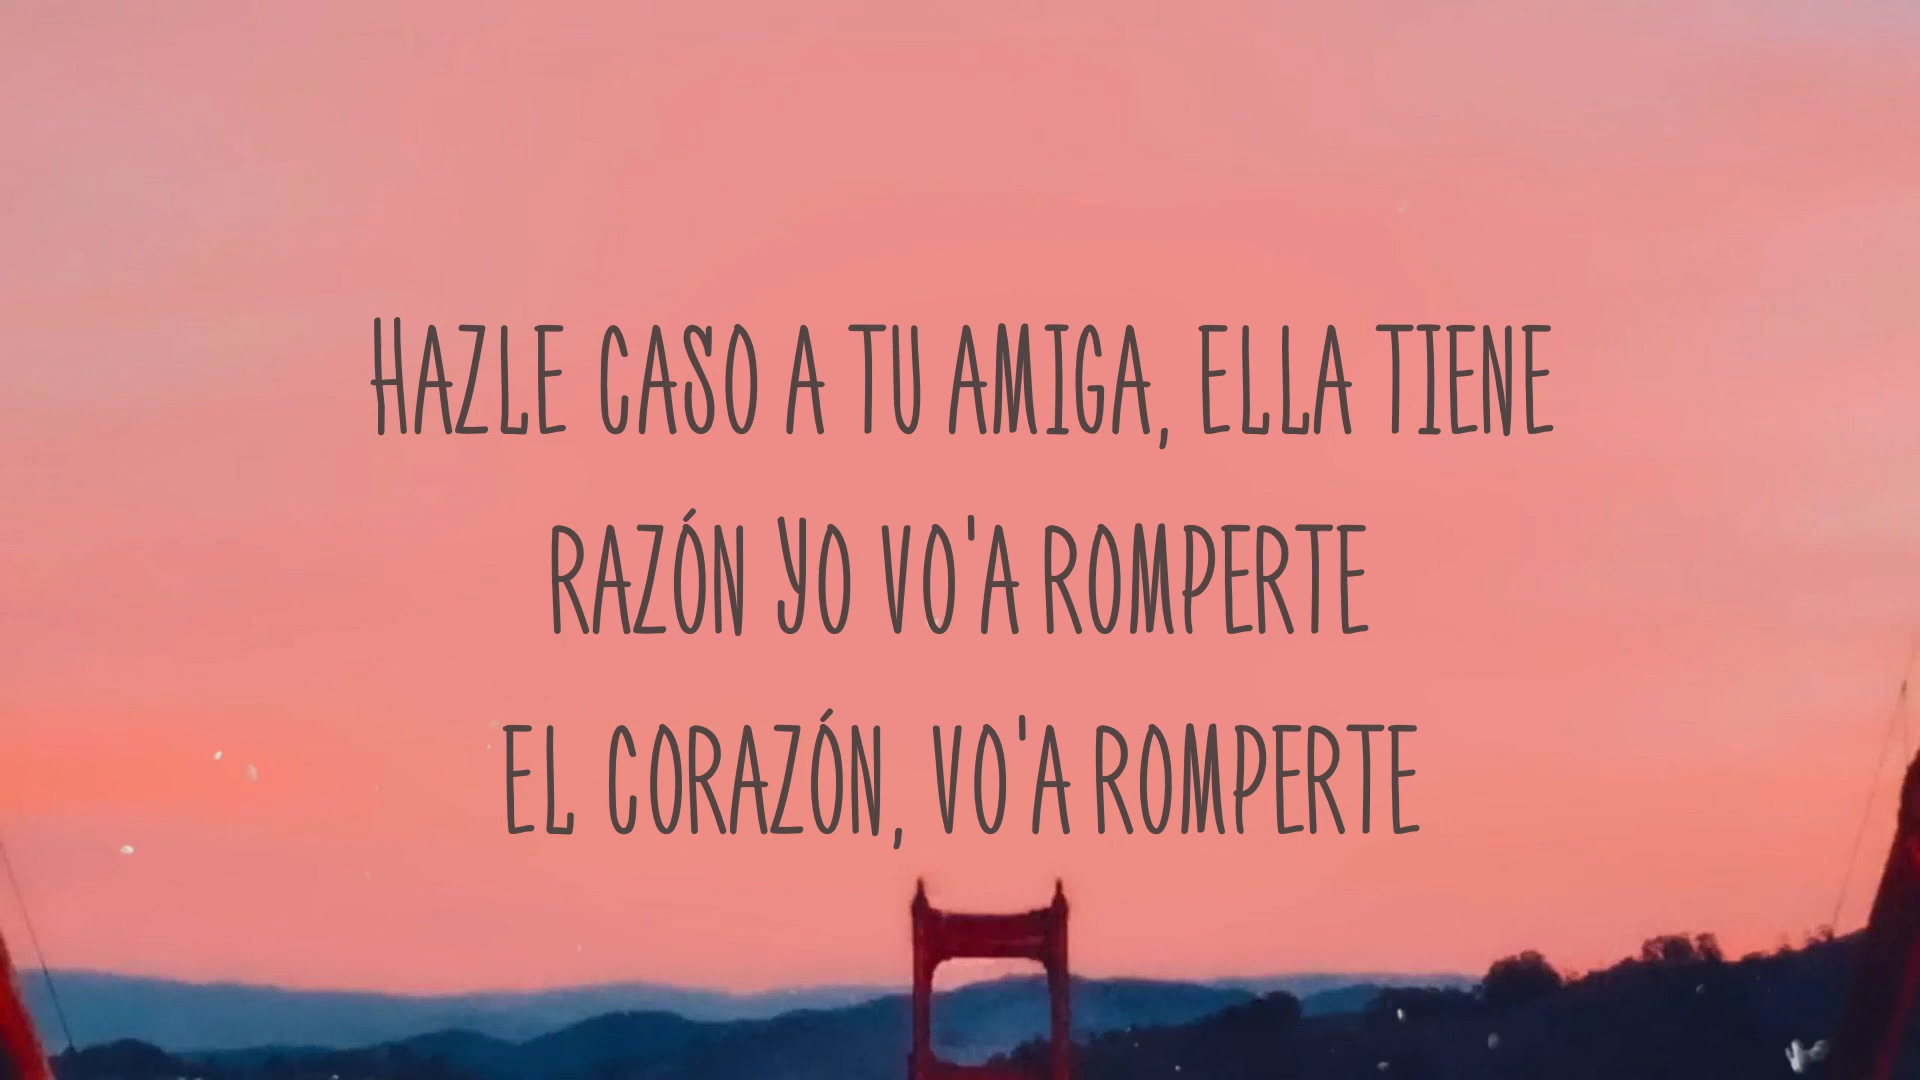 HAZLE CASO A TU AMIGA, ELLA TIENE
RAZÓN YO VO'A ROMPERTE
EL CORAZÓN, VO'A ROMPERTE